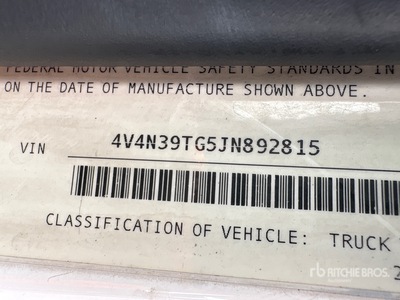 FEDERAL MOTOR VEHICLE SAFETY STANDARDS IN
ON THE DATE OF MANUFACTURE SHOWN ABOVE.
VIN 4V4N39TG5JN892815
CLASSIFICATION OF VEHICLE: TRUCK
rb RITCHIE BROS.